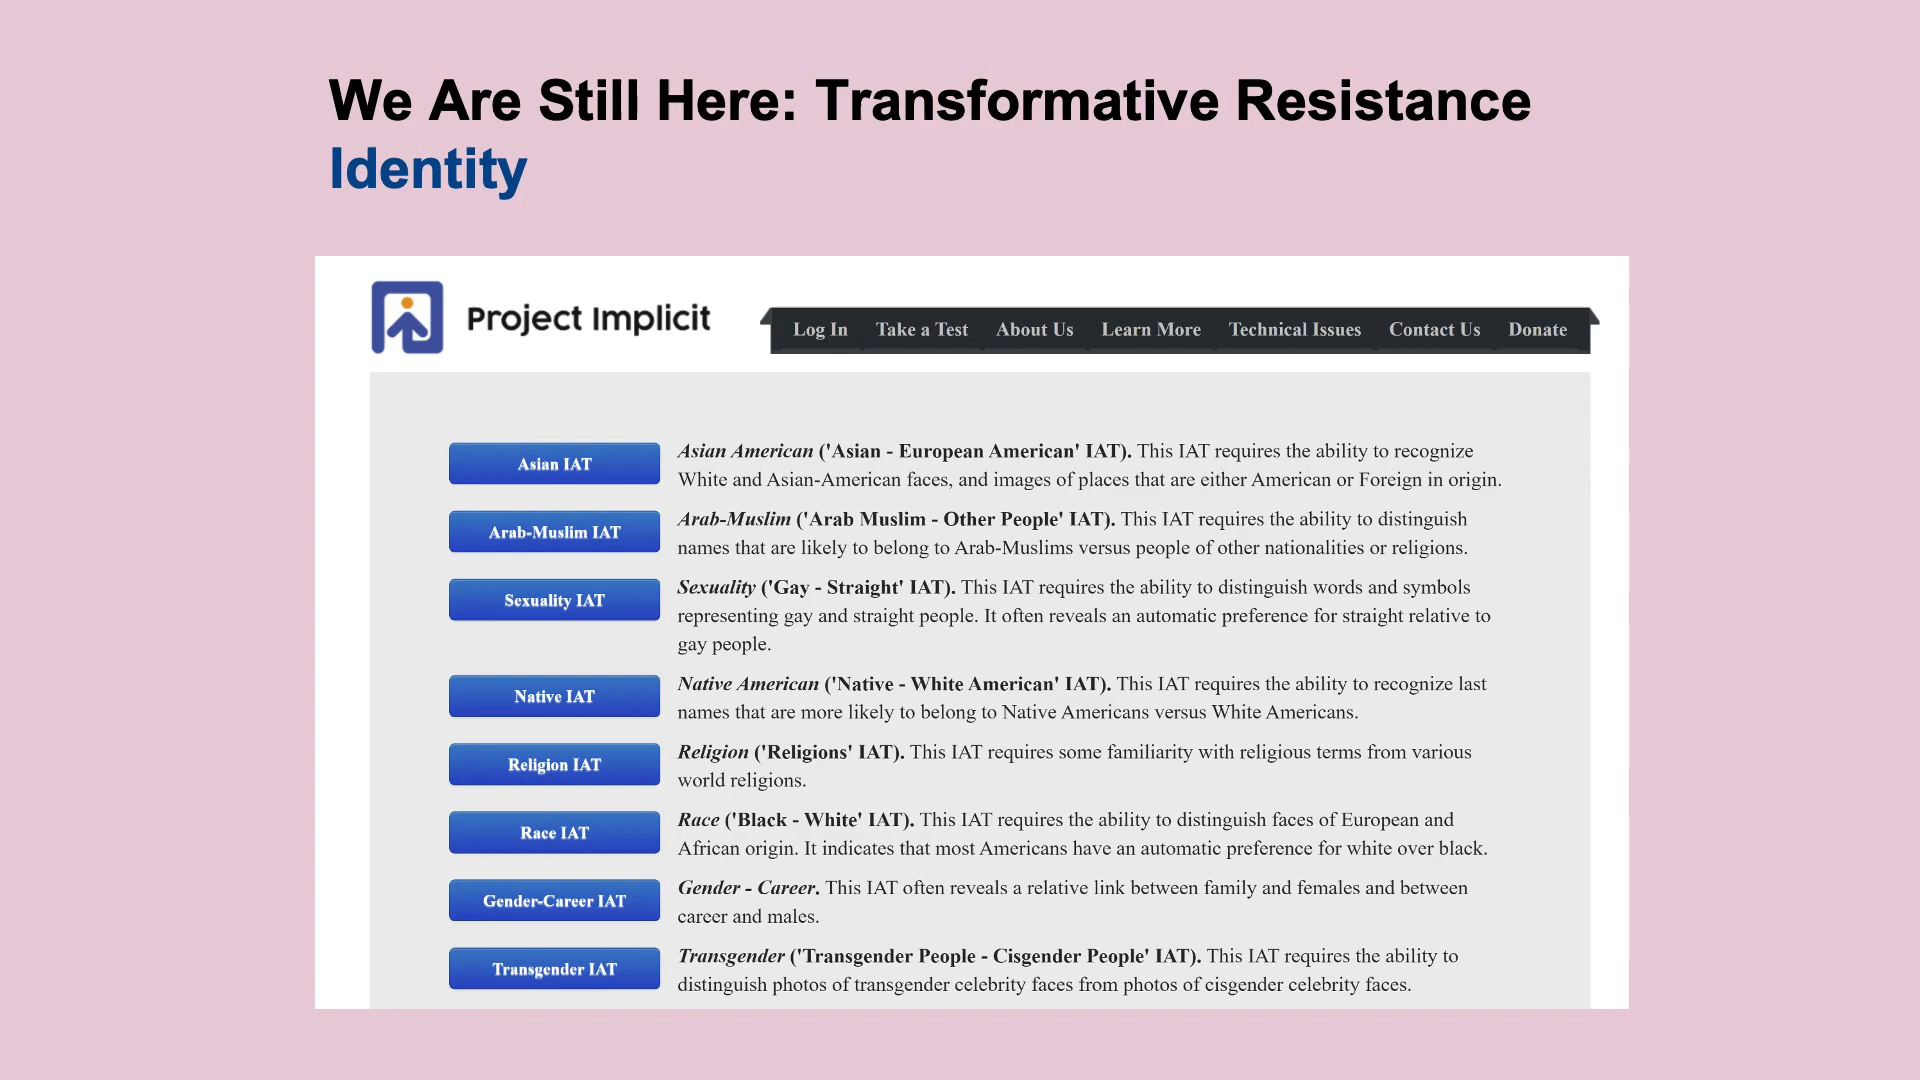 We Are Still Here: Transformative Resistance
Identity
Project Implicit
Log In Take a Test About Us Learn More Technical Issues Contact Us Donate
Asian IAT
Asian American ('Asian - European American' IAT). This IAT requires the ability to recognize
White and Asian-American faces, and images of places that are either American or Foreign in origin.
Arab-Muslim IAT
Arab-Muslim ('Arab Muslim - Other People' IAT). This IAT requires the ability to distinguish
names that are likely to belong to Arab-Muslims versus people of other nationalities or religions.
Sexuality IAT
Sexuality ('Gay - Straight' IAT). This IAT requires the ability to distinguish words and symbols
representing gay and straight people. It often reveals an automatic preference for straight relative to
gay people.
Native IAT
Native American ('Native - White American' IAT). This IAT requires the ability to recognize last
names that are more likely to belong to Native Americans versus White Americans.
Religion IAT
Religion ('Religions' IAT). This IAT requires some familiarity with religious terms from various
world religions.
Race IAT
Race ('Black - White' IAT). This IAT requires the ability to distinguish faces of European and
African origin. It indicates that most Americans have an automatic preference for white over black.
Gender-Career IAT
Gender - Career. This IAT often reveals a relative link between family and females and between
career and males.
Transgender IAT
Transgender ('Transgender People - Cisgender People' IAT). This IAT requires the ability to
distinguish photos of transgender celebrity faces from photos of cisgender celebrity faces.